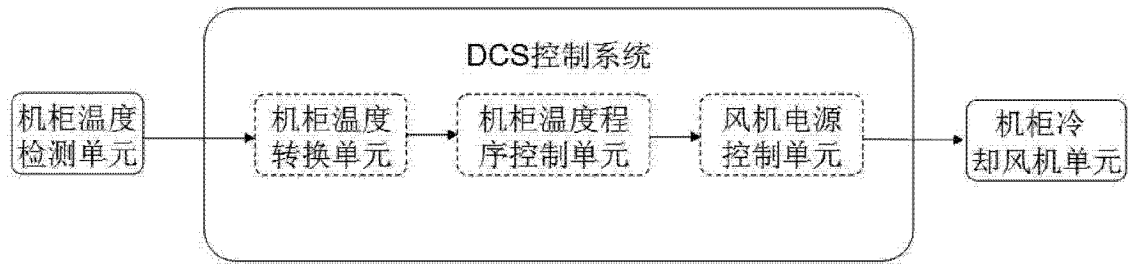 DCS控制系统
机柜温度
检测单元
机柜温度
转换单元
机柜温度程
序控制单元
风机电源
控制单元
机柜冷
却风机单元